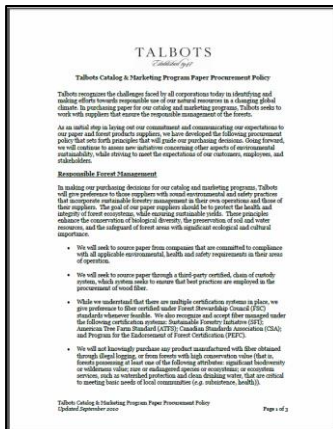 TALBOTS
Established 1947
Talbots Catalog & Marketing Program Paper Procurement Policy
Talbots recognizes the challenges faced by all corporations today in identifying and
making efforts towards responsible use of our natural resources in a changing global
climate. In purchasing paper for our catalog and marketing programs, Talbots seeks to
work with suppliers that ensure the responsible management of the forests.
As an initial step in laying out our commitment and communicating our expectations to
our paper and forest products suppliers, we have developed the following procurement
policy that sets forth principles that will guide our purchasing decisions. Going forward,
we will continue to assess new initiatives concerning other aspects of environmental
sustainability, while striving to meet the expectations of our customers, employees, and
stakeholders.
Responsible Forest Management
In making our purchasing decisions for our catalog and marketing programs, Talbots
will give preference to those suppliers with sound environmental and safety practices
that incorporate sustainable forestry management in their own operations and those of
their suppliers. The goal of our paper suppliers should be to protect the health and
integrity of forest ecosystems, while ensuring sustainable yields. These principles
enhance the conservation of biological diversity, the preservation of soil and water
resources, and the safeguard of forest areas with significant ecological and cultural
importance.
• We will seek to source paper from companies that are committed to compliance
with all applicable environmental, health and safety requirements in their areas
of operation.
• We will seek to source paper through a third-party certified, chain of custody
system, which system seeks to ensure that best practices are employed in the
procurement of wood fiber.
• While we understand that there are multiple certification systems in place, we
give preference to fiber certified under Forest Stewardship Council (FSC)
standards whenever feasible. We also recognize and accept fiber managed under
the following certification systems: Sustainable Forestry Initiative (SFI);
American Tree Farm Standard (ATFS); Canadian Standards Association (CSA);
and Program for the Endorsement of Forest Certification (PEFC).
• We will not knowingly purchase any product manufactured with fiber obtained
through illegal logging, or from forests with high conservation value (that is,
forests possessing at least one of the following attributes: significant biodiversity
or wilderness value; rare or endangered species or ecosystems; or ecosystem
services, such as watershed protection and clean drinking water, that are critical
to meeting basic needs of local communities (e.g. subsistence, health)).
Talbots Catalog & Marketing Program Paper Procurement Policy
Updated September 2010 Page 1 of 3